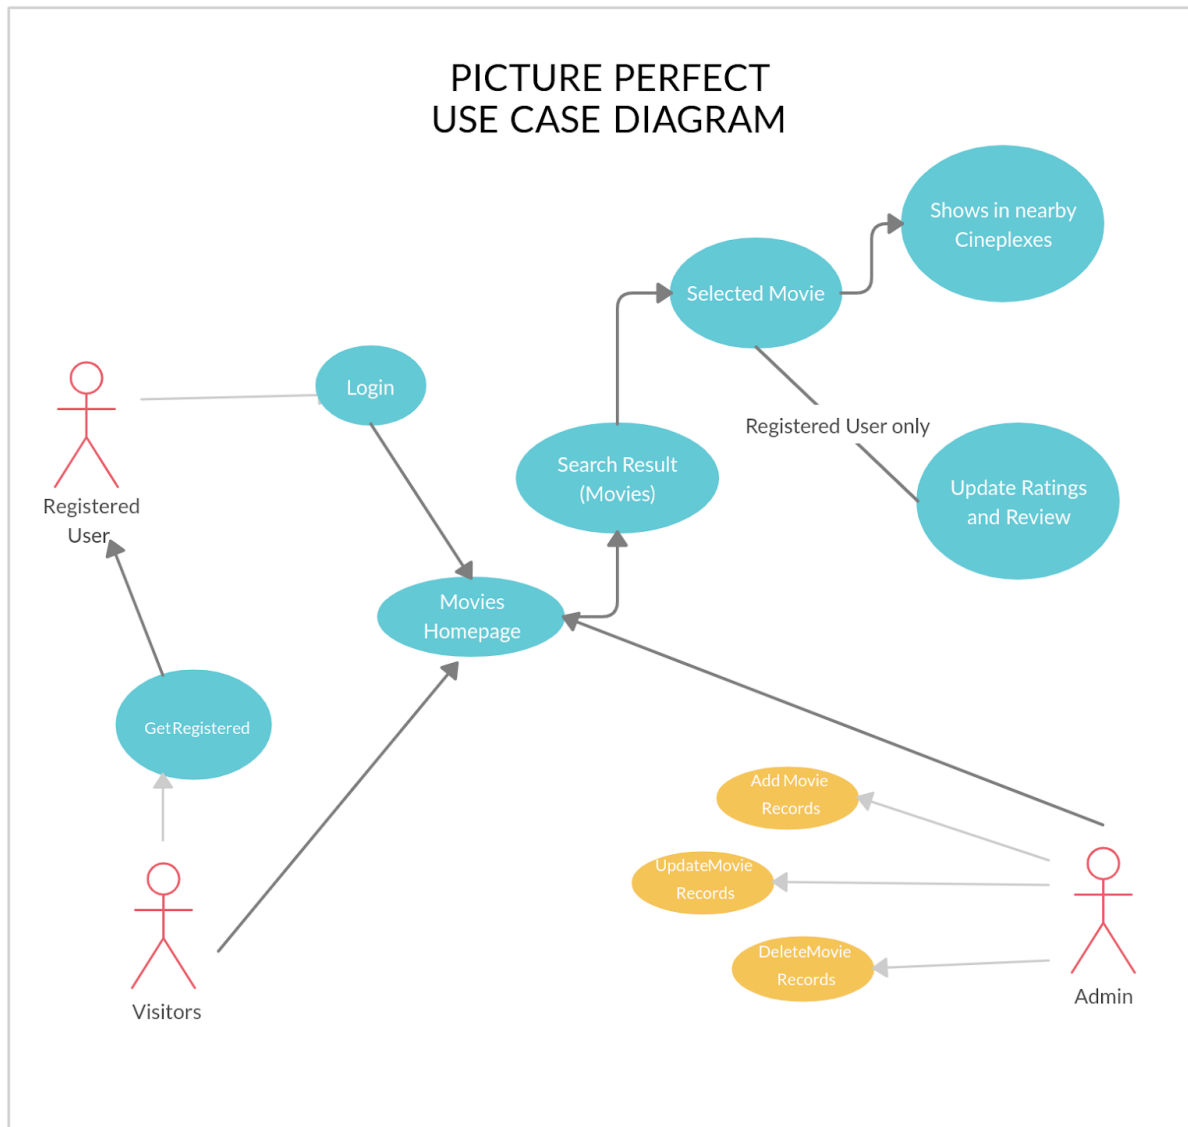 PICTURE PERFECT
USE CASE DIAGRAM
Shows in nearby
Cineplexes
Selected Movie
Login
Registered User only
Search Result
(Movies)
Update Ratings
and Review
Registered
User
Movies
Homepage
GetRegistered
Add Movie
Records
UpdateMovie
Records
DeleteMovie
Records
Visitors
Admin